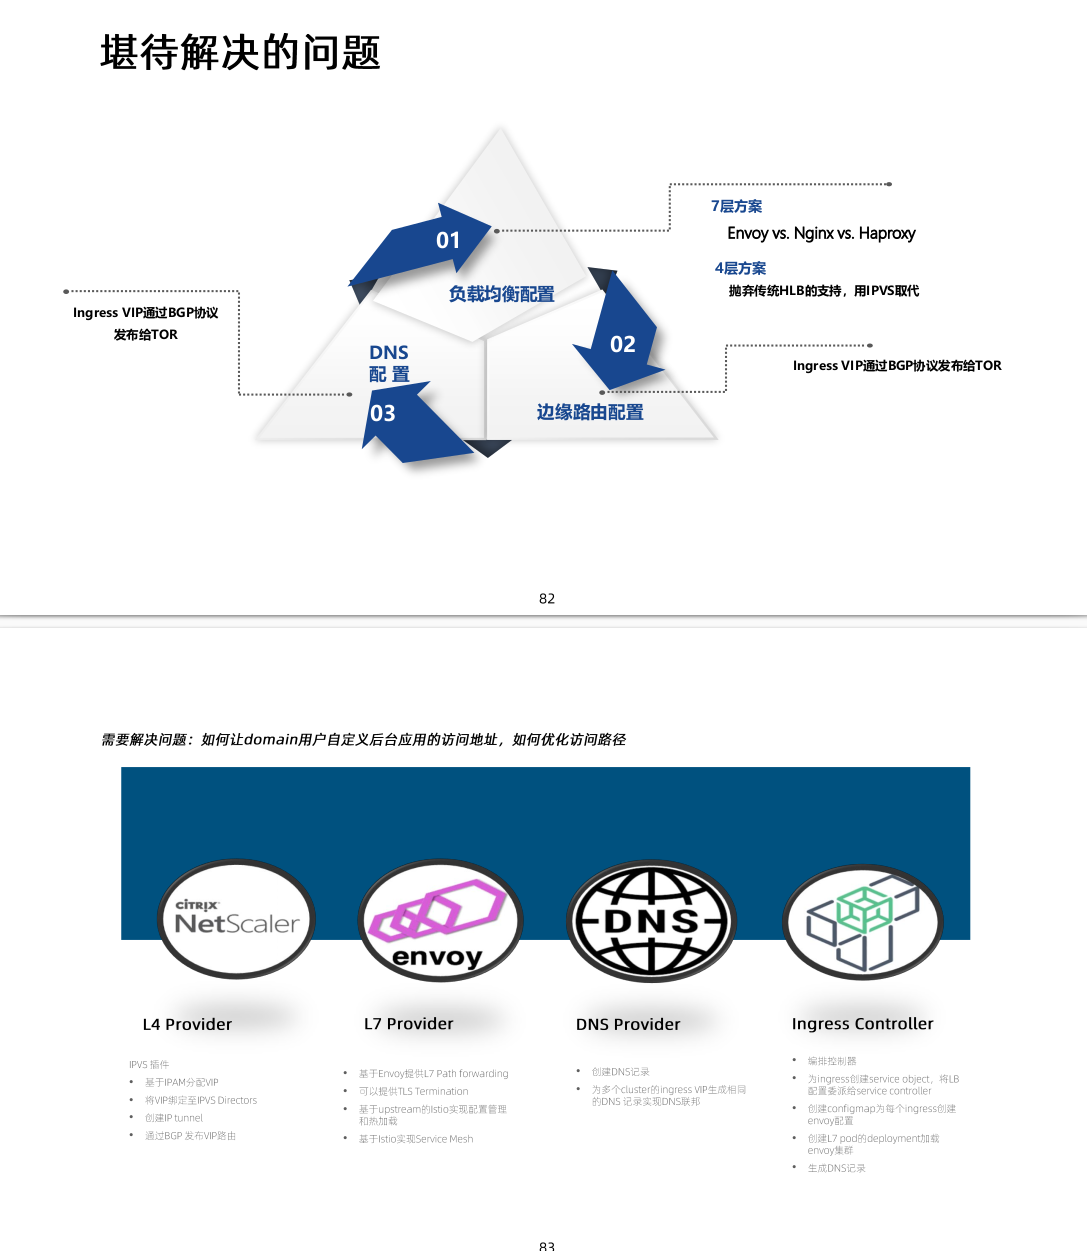 堪待解决的问题
01
负载均衡配置
7层方案
Envoy vs. Nginx vs. Haproxy
4层方案
抛弃传统HLB的支持，用IPVS取代
02
边缘路由配置
Ingress VIP通过BGP协议发布给TOR
DNS
配 置
03
Ingress VIP通过BGP协议
发布给TOR
82
需要解决问题：如何让domain用户自定义后台应用的访问地址，如何优化访问路径
CITRIX
NetScaler
envoy
DNS
L4 Provider
IPVS 插件
• 基于IPAM分配VIP
• 将VIP绑定至IPVS Directors
• 创建IP tunnel
• 通过BGP 发布VIP路由
L7 Provider
• 基于Envoy提供L7 Path forwarding
• 可以提供TLS Termination
• 基于upstream的Istio实现配置管理
和热加载
• 基于Istio实现Service Mesh
DNS Provider
• 创建DNS记录
• 为多个cluster的ingress VIP生成相同
的DNS 记录实现DNS联邦
Ingress Controller
• 编排控制器
• 为ingress创建service object，将LB
配置委派给service controller
• 创建configmap为每个ingress创建
envoy配置
• 创建L7 pod的deployment加载
envoy集群
• 生成DNS记录
83